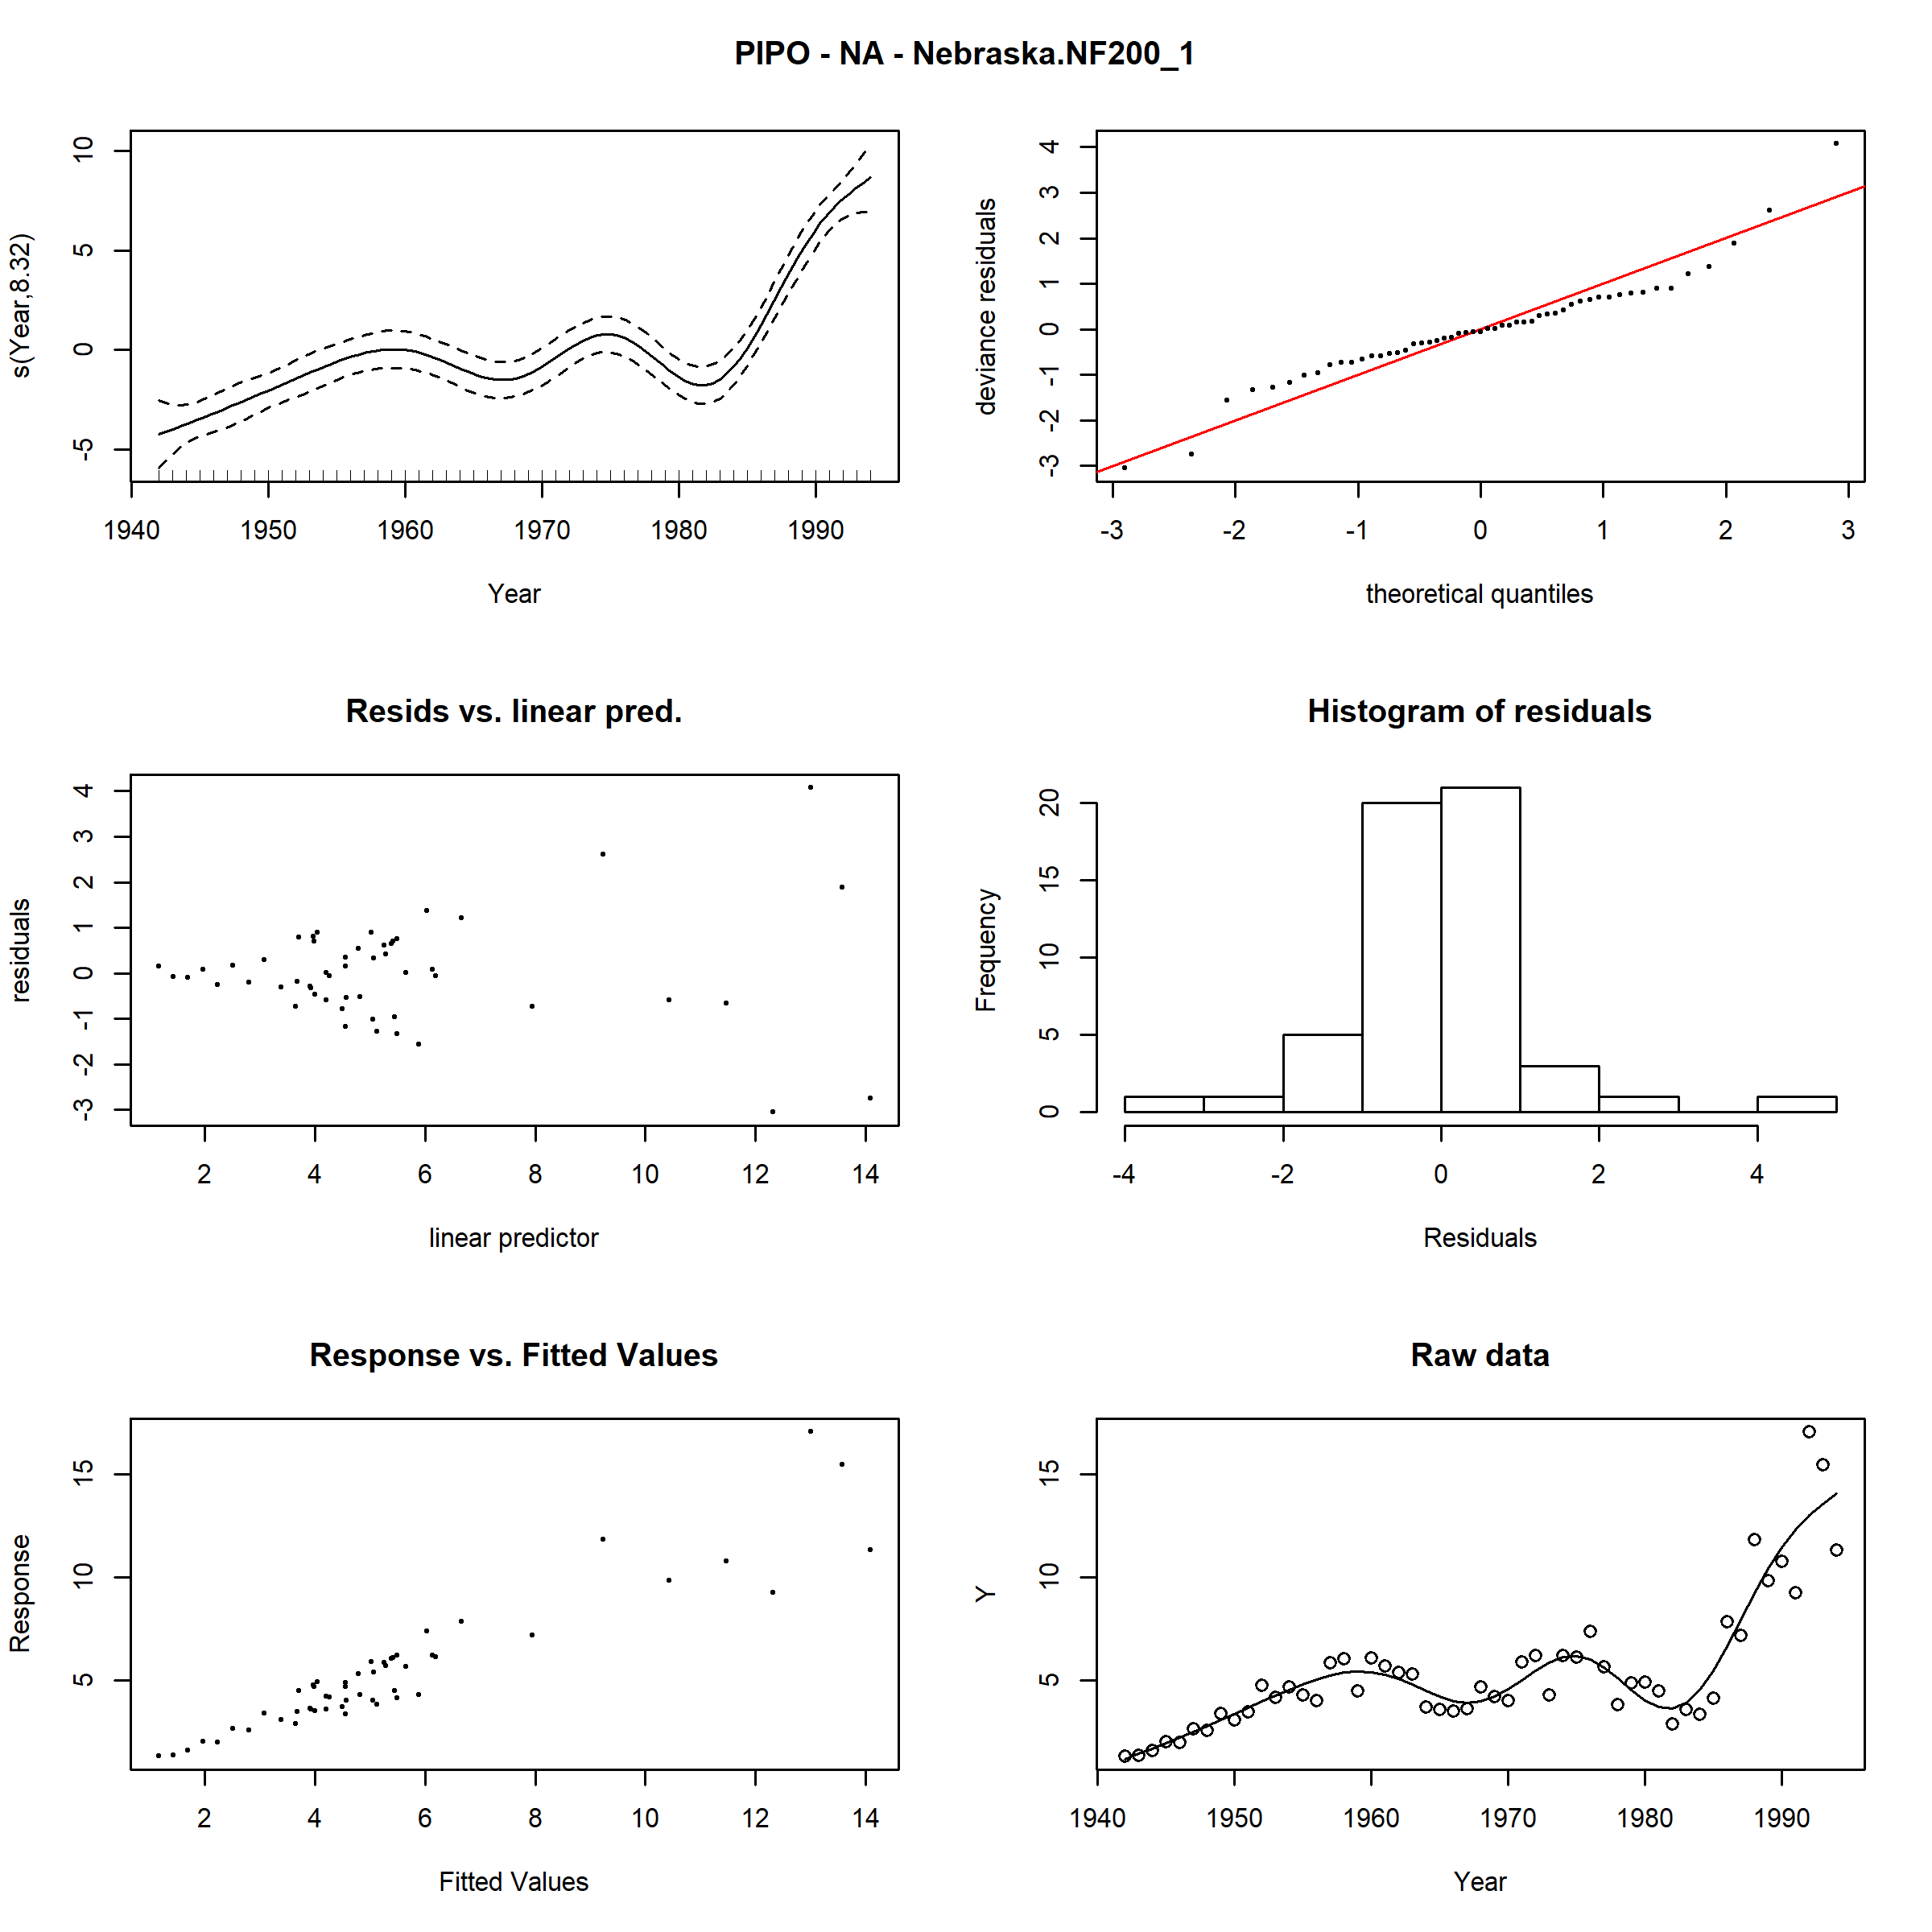 PIPO - NA - Nebraska.NF200_1
s(Year,8.32)
-5 0 5 10
1940 1950 1960 1970 1980 1990
Year
deviance residuals
-3 -2 -1 0 1 2 3 4
-3 -2 -1 0 1 2 3
theoretical quantiles
Resids vs. linear pred.
residuals
-3 -2 -1 0 1 2 3 4
2 4 6 8 10 12 14
linear predictor
Histogram of residuals
Frequency
0 5 10 15 20
-4 -2 0 2 4
Residuals
Response vs. Fitted Values
Response
5 10 15
2 4 6 8 10 12 14
Fitted Values
Raw data
Y
5 10 15
1940 1950 1960 1970 1980 1990
Year